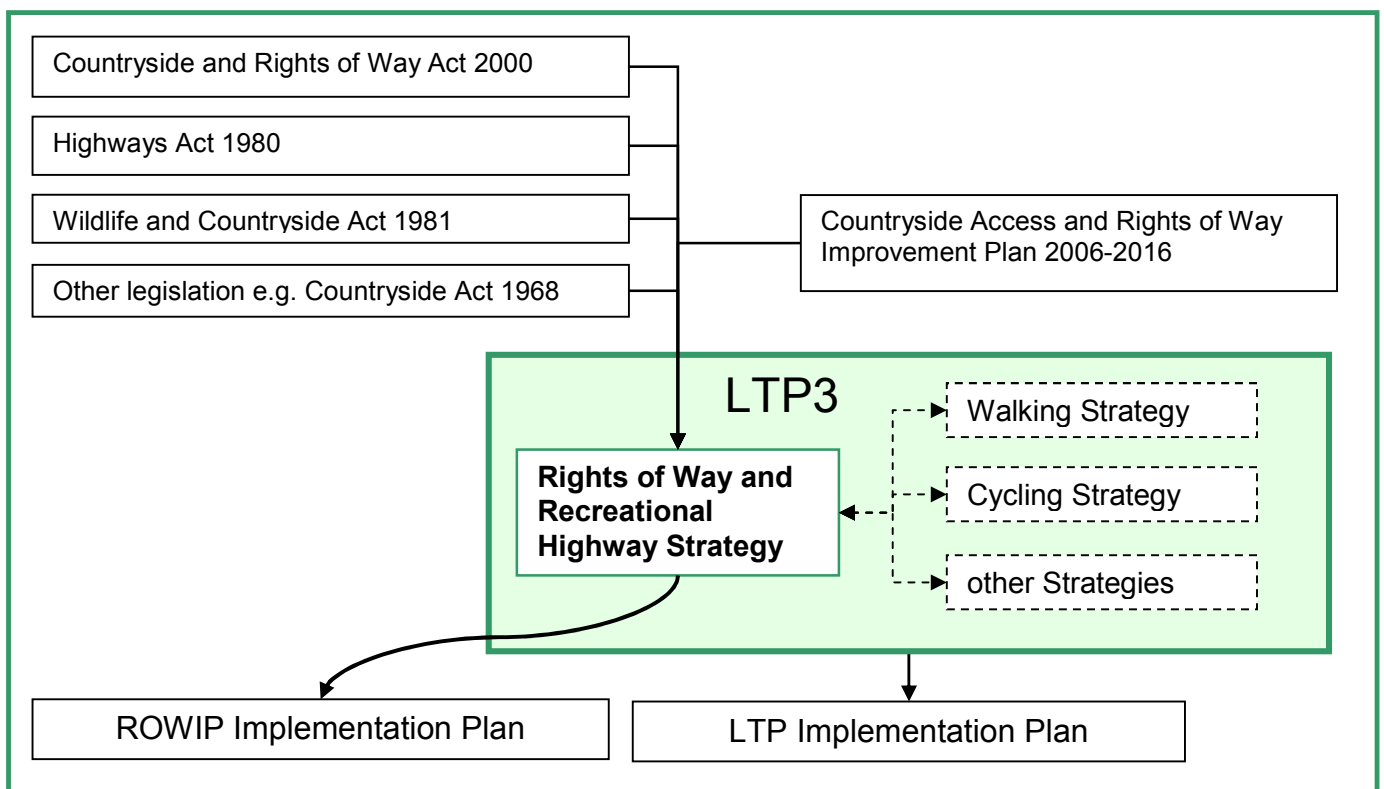 Countryside and Rights of Way Act 2000
Highways Act 1980
Wildlife and Countryside Act 1981
Other legislation e.g. Countryside Act 1968
Countryside Access and Rights of Way
Improvement Plan 2006-2016
LTP3
Rights of Way and
Recreational
Highway Strategy
Walking Strategy
Cycling Strategy
other Strategies
ROWIP Implementation Plan
LTP Implementation Plan